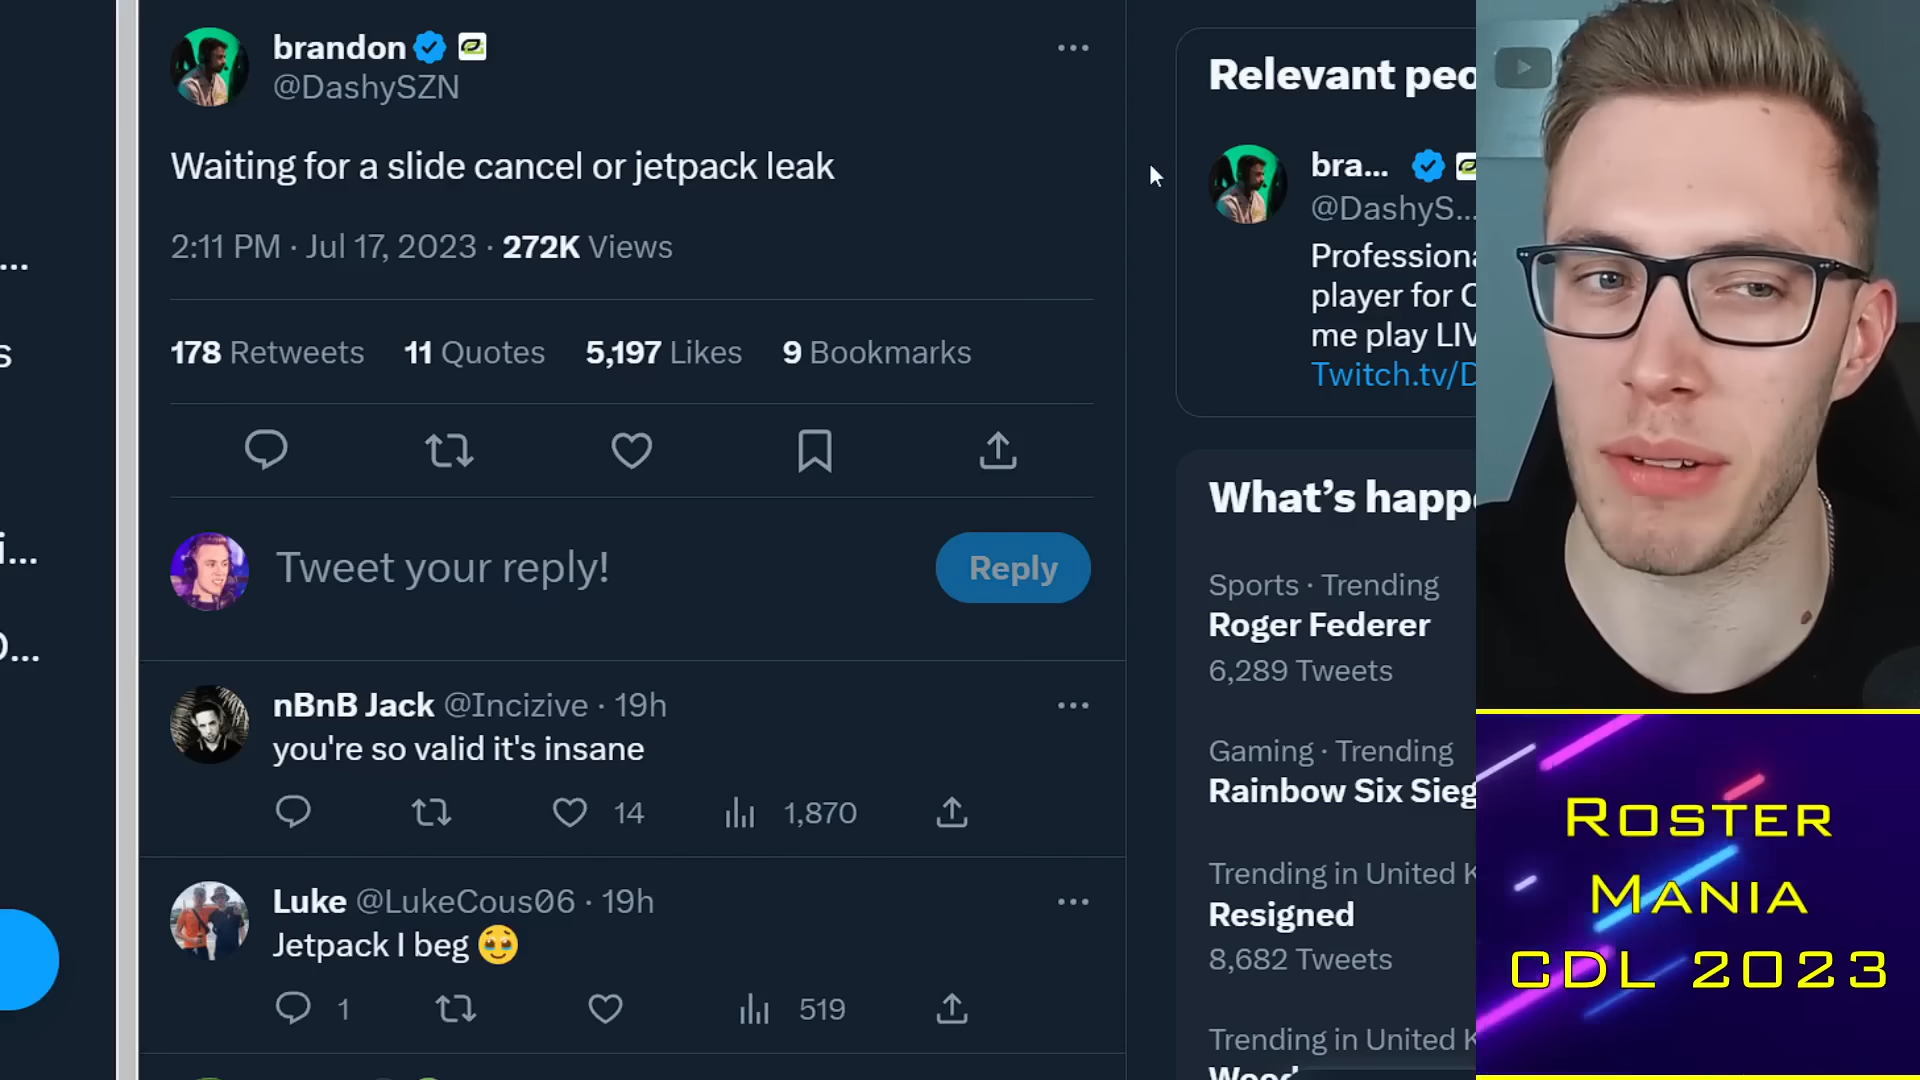 brandon
@DashySZN
Waiting for a slide cancel or jetpack leak
2:11 PM · Jul 17, 2023 · 272K Views
178 Retweets 11 Quotes 5,197 Likes 9 Bookmarks
Tweet your reply!
Reply
nBnB Jack @Incizive · 19h
you're so valid it's insane
14 1,870
Luke @LukeCous06 · 19h
Jetpack I beg 🥹
1 519
Relevant peo
bra...
@DashyS...
Professiona
player for
me play LIV
Twitch.tv/D
What's happ
Sports · Trending
Roger Federer
6,289 Tweets
Gaming · Trending
Rainbow Six Sieg
Trending in United K
Resigned
8,682 Tweets
Trending in United K
ROSTER
MANIA
CDL 2023